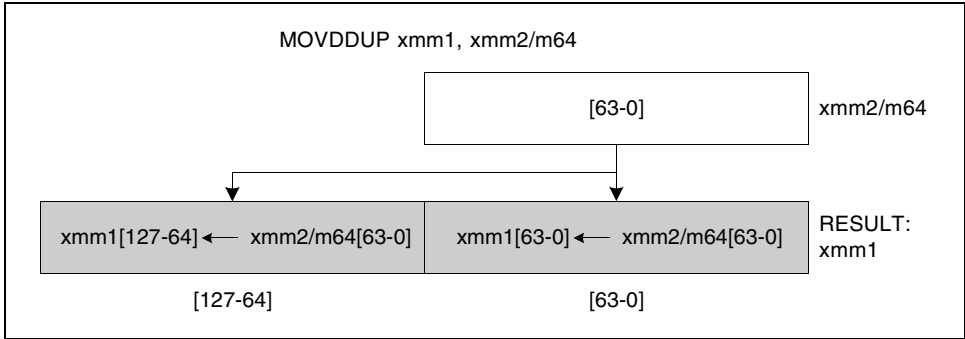 MOVDDUP xmm1, xmm2/m64
[63-0]
xmm2/m64
xmm1[127-64] ← xmm2/m64[63-0]
xmm1[63-0] ← xmm2/m64[63-0]
RESULT:
xmm1
[127-64]
[63-0]